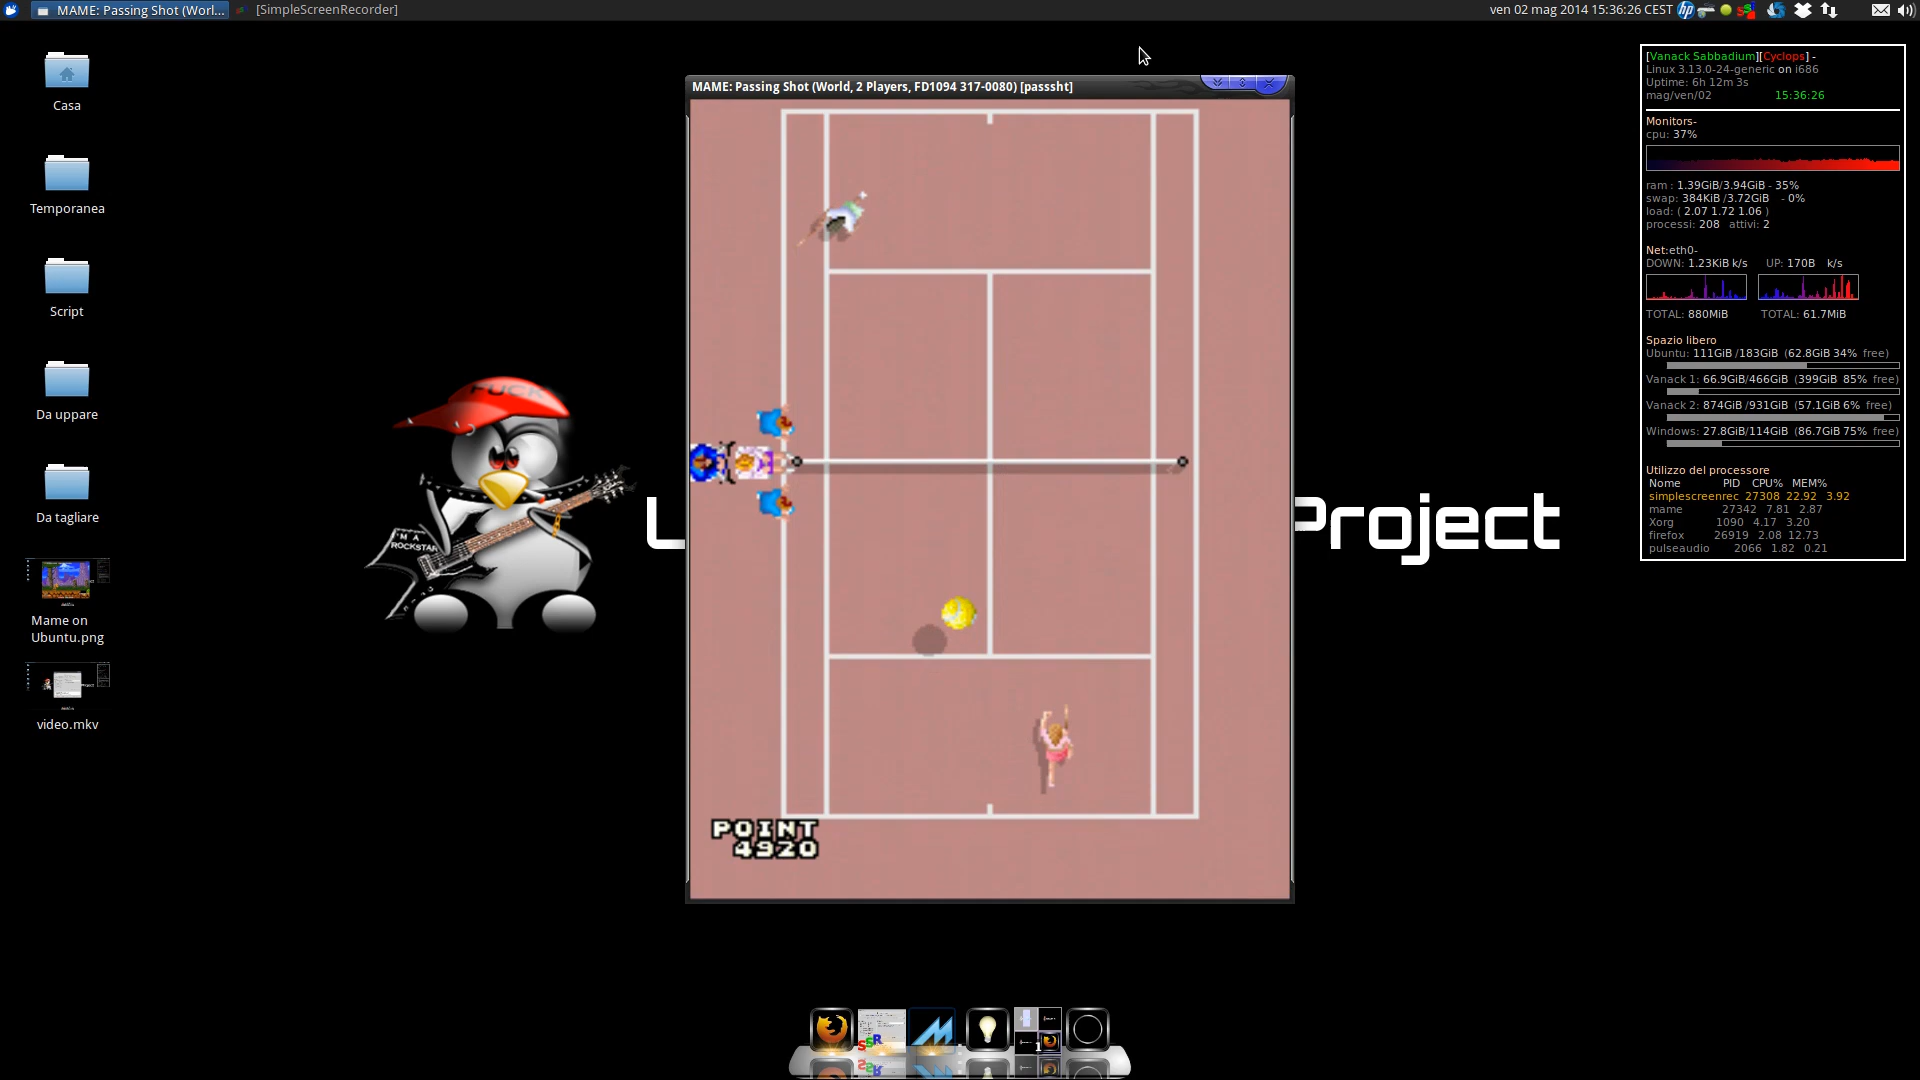 MAME: Passing Shot (Worl...
[SimpleScreenRecorder]
ven 02 mag 2014 15:36:26 CEST
Casa
Temporanea
Script
Da uppare
Da tagliare
Mame on
Ubuntu.png
video.mkv
FUCK
I'M A
ROCKSTAR
L
Project
MAME: Passing Shot (World, 2 Players, FD1094 317-0080) [passsht]
POINT
4920
[Vanack Sabbadium][Cyclops] -
Linux 3.13.0-24-generic on i686
Uptime: 6h 12m 3s
mag/ven/02 15:36:26
Monitors-
cpu: 37%
ram : 1.39GiB/3.94GiB - 35%
swap: 384KiB /3.72GiB - 0%
load: ( 2.07 1.72 1.06 )
processi: 208 attivi: 2
Net:eth0-
DOWN: 1.23KiB k/s UP: 170B k/s
TOTAL: 880MiB TOTAL: 61.7MiB
Spazio libero
Ubuntu: 111GiB /183GiB (62.8GiB 34% free)
Vanack 1: 66.9GiB/466GiB (399GiB 85% free)
Vanack 2: 874GiB /931GiB (57.1GiB 6% free)
Windows: 27.8GiB/114GiB (86.7GiB 75% free)
Utilizzo del processore
Nome PID CPU% MEM%
simplescreenrec 27308 22.92 3.92
mame 27342 7.81 2.87
Xorg 1090 4.17 3.20
firefox 26919 2.08 12.73
pulseaudio 2066 1.82 0.21
SSR